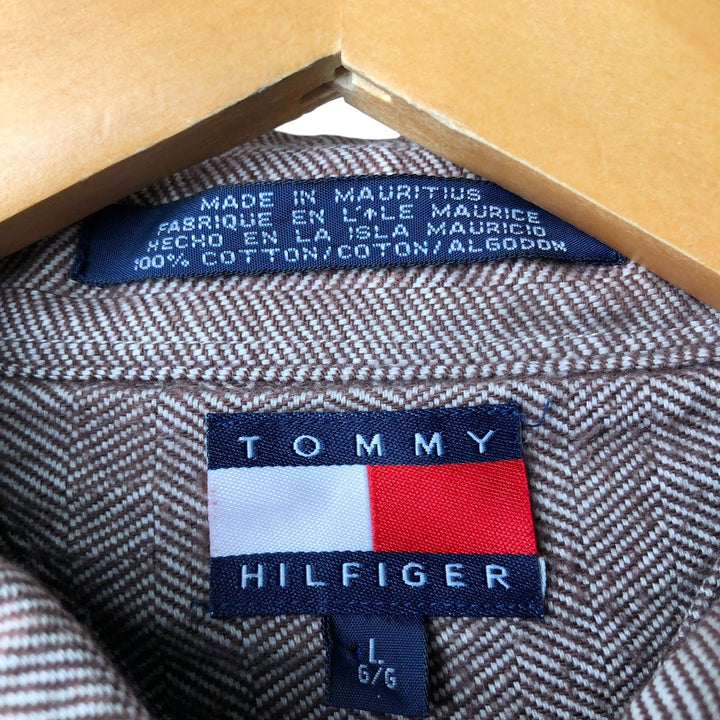 MADE IN MAURITIUS
FABRIQUE EN L'ILE MAURICE
HECHO EN LA ISLA MAURICIO
100% COTTON/COTON/ALGODON
TOMMY
HILFIGER
L
G/G